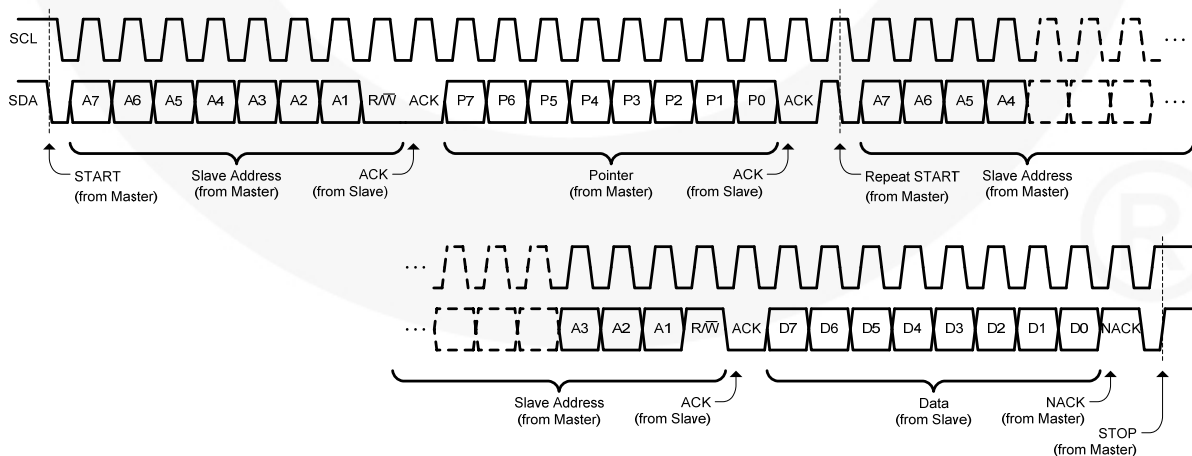 SCL
···
SDA A7 A6 A5 A4 A3 A2 A1 R/W̅ ACK P7 P6 P5 P4 P3 P2 P1 P0 ACK A7 A6 A5 A4 ···
START
(from Master)
Slave Address
(from Master)
ACK
(from Slave)
Pointer
(from Master)
ACK
(from Slave)
Repeat START
(from Master)
Slave Address
(from Master)
···
··· A3 A2 A1 R/W̅ ACK D7 D6 D5 D4 D3 D2 D1 D0 NACK
Slave Address
(from Master)
ACK
(from Slave)
Data
(from Slave)
NACK
(from Master)
STOP
(from Master)
®